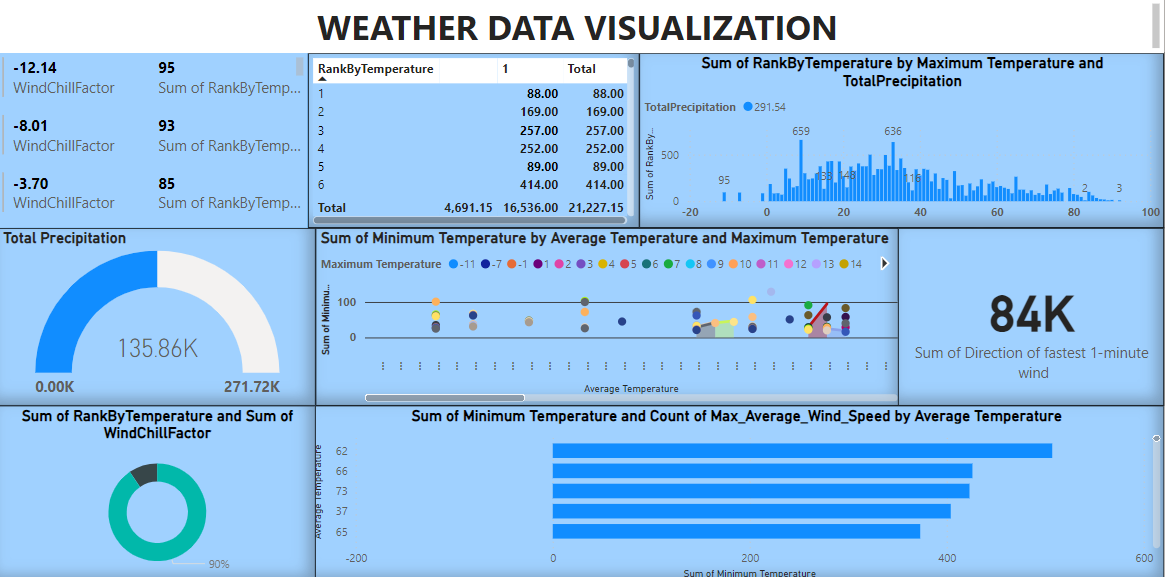 WEATHER DATA VISUALIZATION
-12.14 95
WindChillFactor Sum of RankByTemp...
-8.01 93
WindChillFactor Sum of RankByTemp...
-3.70 85
WindChillFactor Sum of RankByTemp...
RankByTemperature 1 Total
1 88.00 88.00
2 169.00 169.00
3 257.00 257.00
4 252.00 252.00
5 89.00 89.00
6 414.00 414.00
Total 4,691.15 16,536.00 21,227.15
Sum of RankByTemperature by Maximum Temperature and
TotalPrecipitation
TotalPrecipitation 291.54
Sum of RankBy...
500
0
95 659 636 2 3
-20 0 20 40 60 80 100
Total Precipitation
135.86K
0.00K 271.72K
Sum of Minimum Temperature by Average Temperature and Maximum Temperature
Maximum Temperature -11 -7 -1 1 2 3 4 5 6 7 8 9 10 11 12 13 14
Sum of Minimu...
100
0
Average Temperature
84K
Sum of Direction of fastest 1-minute
wind
Sum of RankByTemperature and Sum of
WindChillFactor
90%
Sum of Minimum Temperature and Count of Max_Average_Wind_Speed by Average Temperature
Average Temperature
62
66
73
37
65
-200 0 200 400 600
Sum of Minimum Temperature